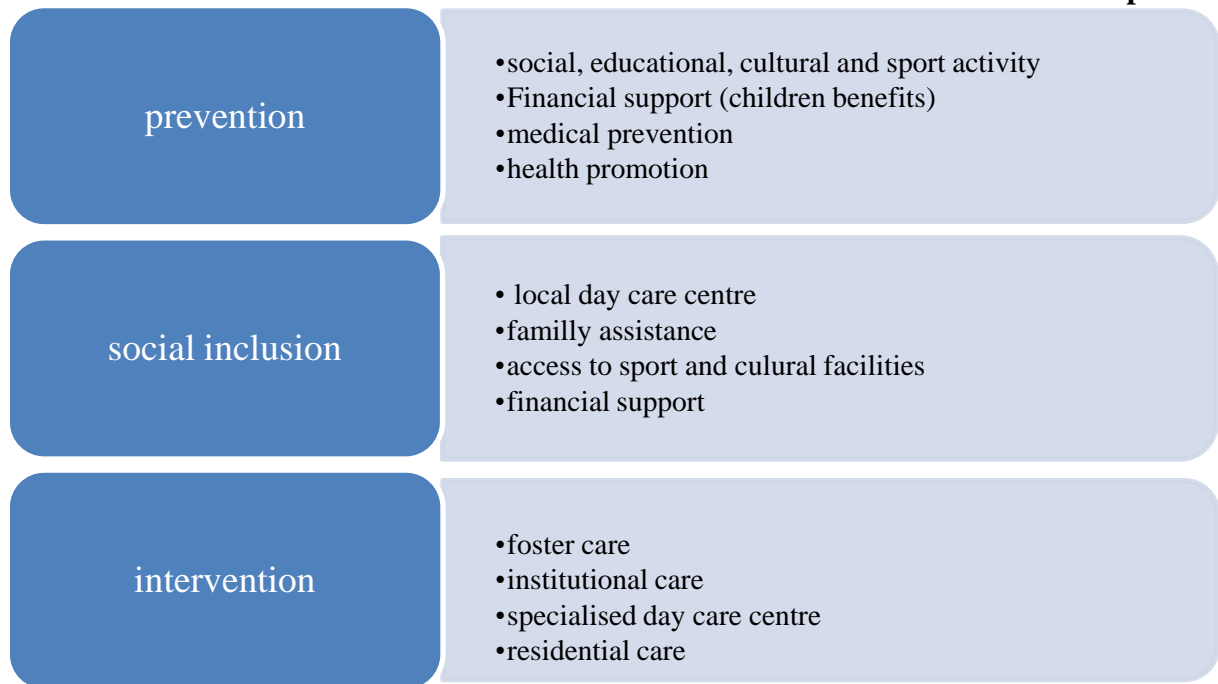 prevention
•social, educational, cultural and sport activity
•Financial support (children benefits)
•medical prevention
•health promotion
social inclusion
• local day care centre
•familly assistance
•access to sport and culural facilities
•financial support
intervention
•foster care
•institutional care
•specialised day care centre
•residential care